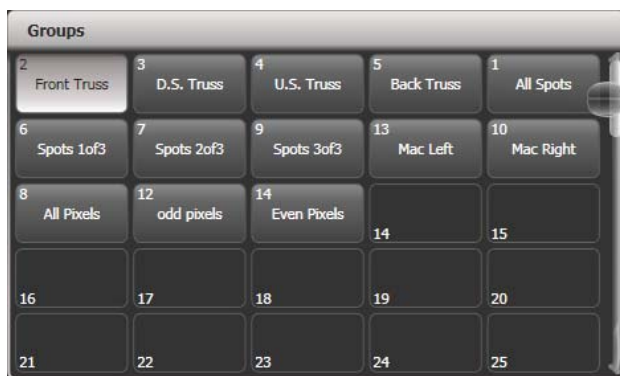 Groups
2 3 4 5 1
Front Truss D.S. Truss U.S. Truss Back Truss All Spots
6 7 9 13 10
Spots 1of3 Spots 2of3 Spots 3of3 Mac Left Mac Right
8 12 14
All Pixels odd pixels Even Pixels
14 15
16 17 18 19 20
21 22 23 24 25